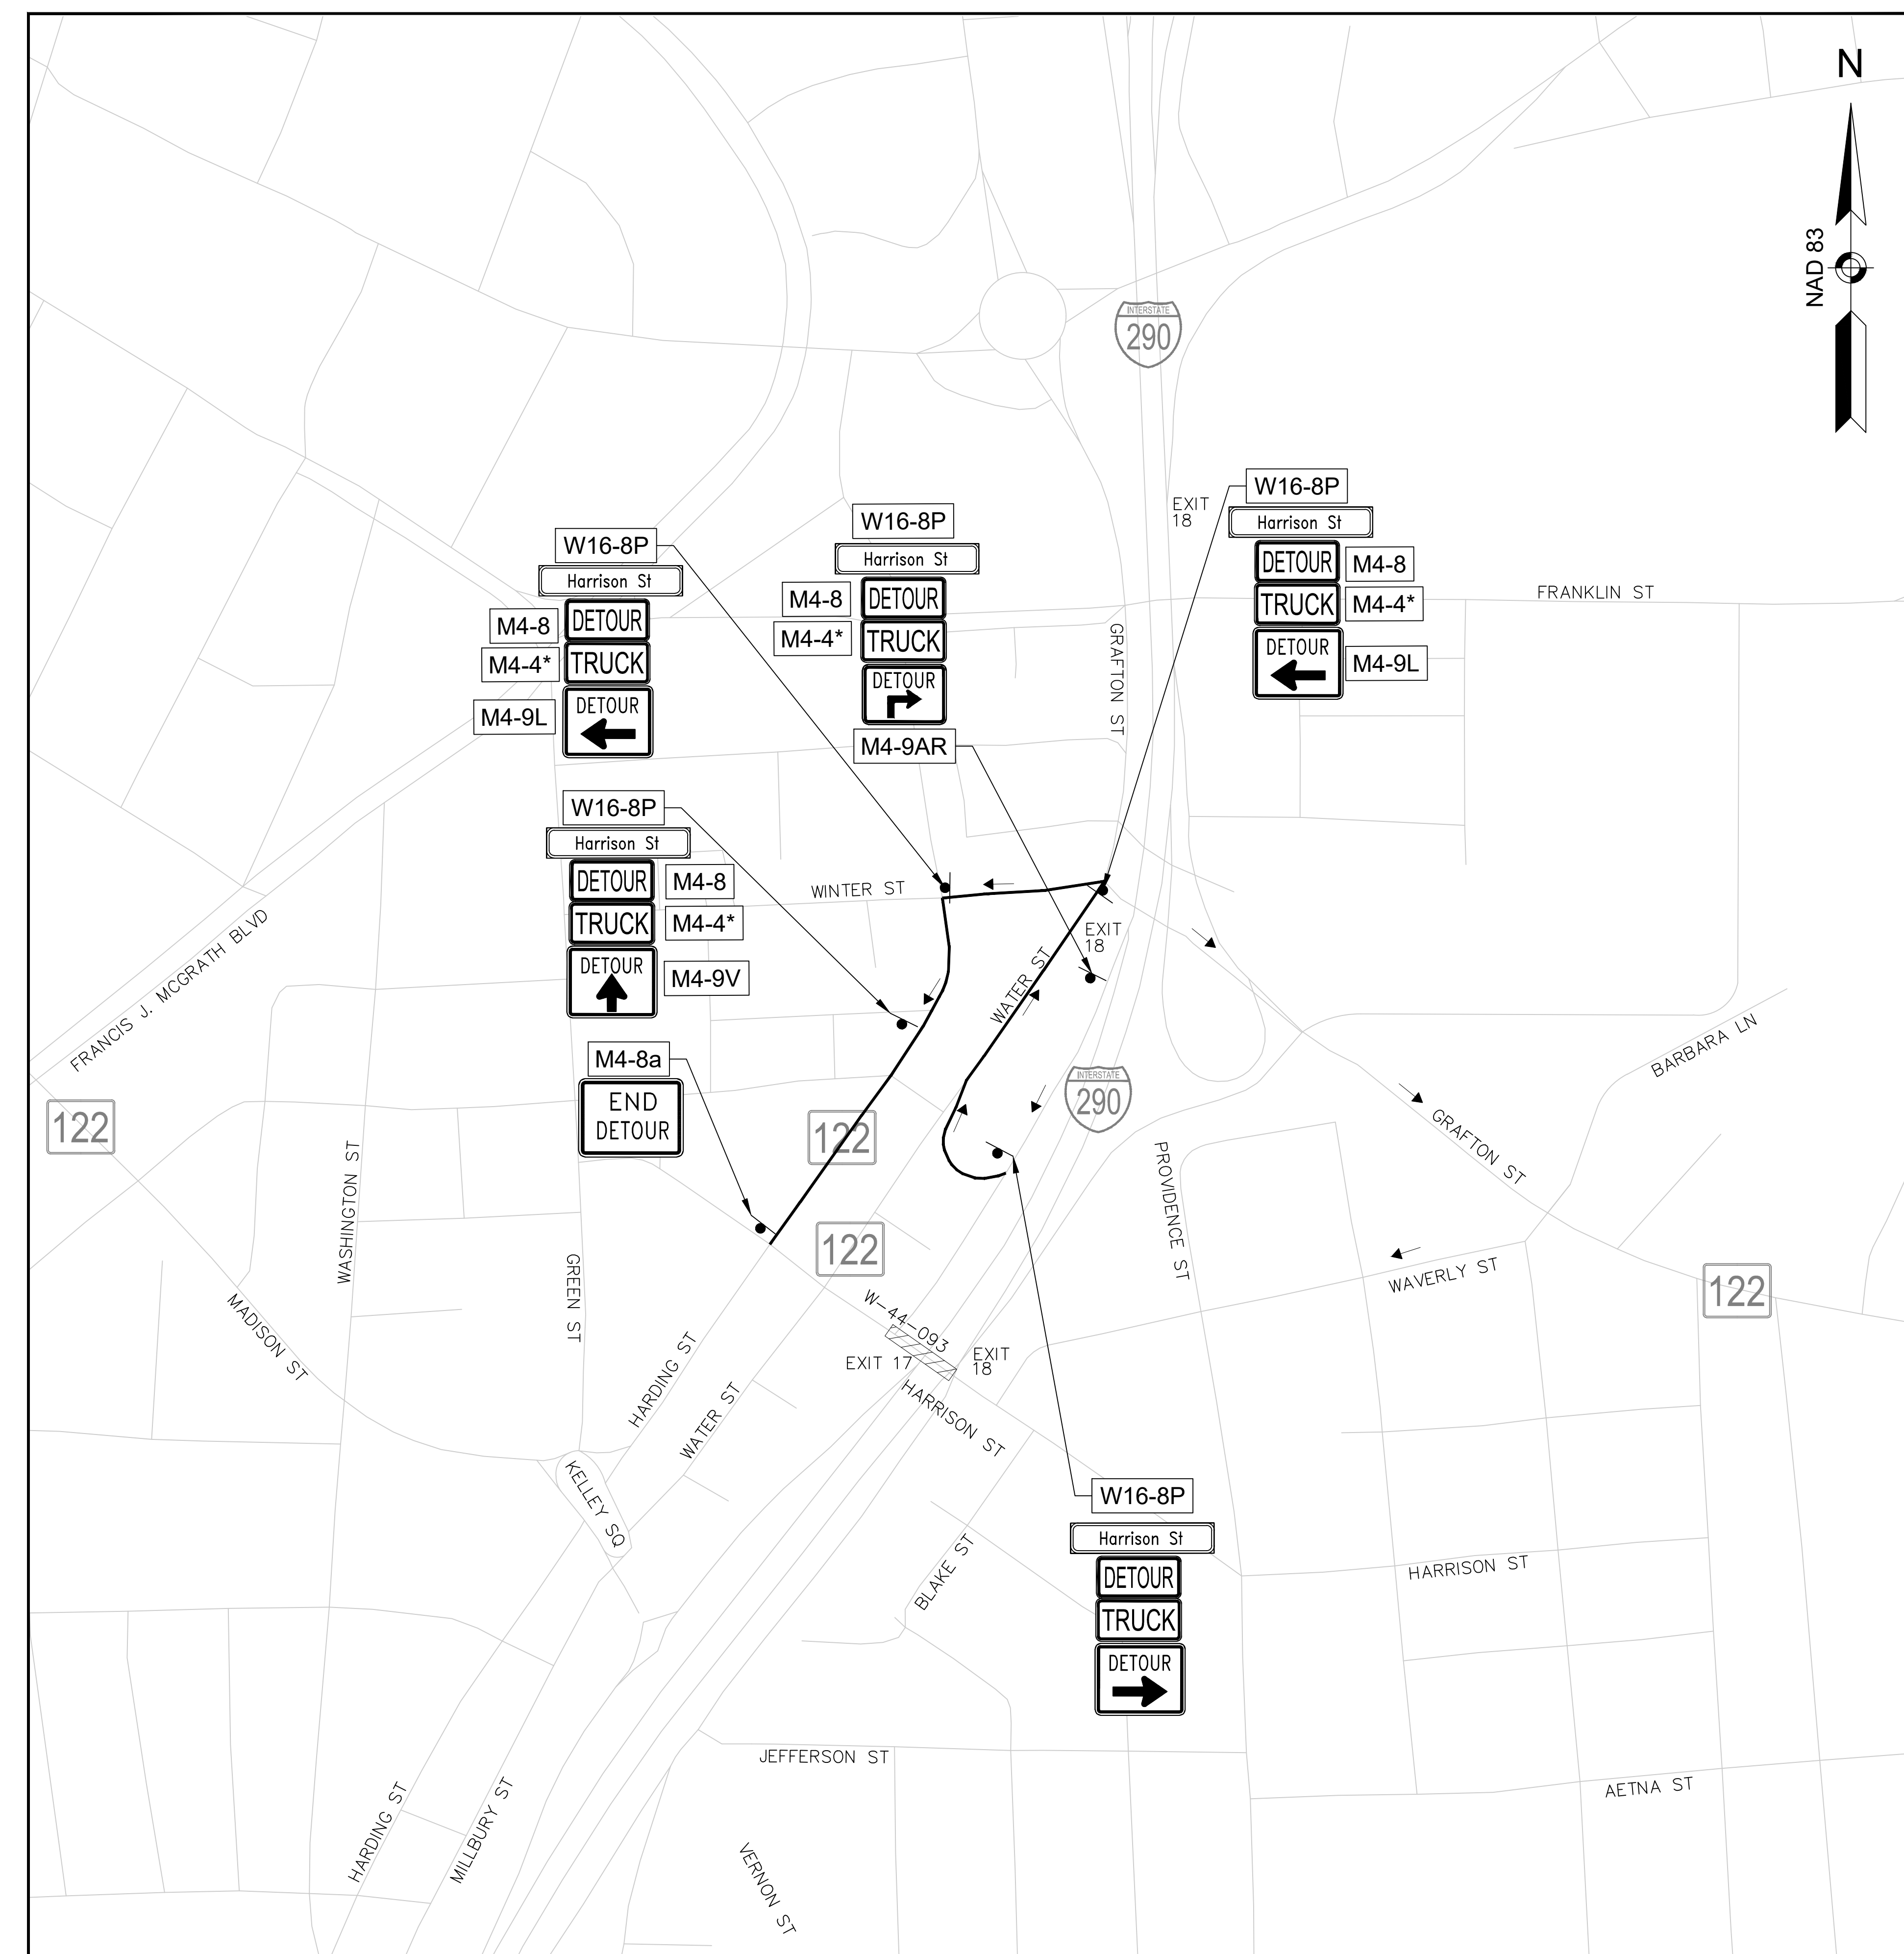 N
NAD 83
INTERSTATE
290
EXIT
18
W16-8P
Harrison St
DETOUR
M4-8
TRUCK
M4-4*
DETOUR
M4-9L
W16-8P
Harrison St
M4-8
DETOUR
M4-4*
TRUCK
DETOUR
M4-9AR
W16-8P
Harrison St
M4-8
DETOUR
M4-4*
TRUCK
M4-9L
DETOUR
FRANKLIN ST
GRAFTON ST
W16-8P
Harrison St
DETOUR
M4-8
TRUCK
M4-4*
DETOUR
M4-9V
WINTER ST
EXIT
18
WATER ST
FRANCIS J. MCGRATH BLVD
M4-8a
END
DETOUR
INTERSTATE
290
BARBARA LN
122
122
GRAFTON ST
WASHINGTON ST
PROVIDENCE ST
122
WAVERLY ST
122
GREEN ST
MADISON ST
W-44-093
EXIT 17
EXIT
18
HARDING ST
WATER ST
HARRISON ST
KELLEY SQ
W16-8P
Harrison St
DETOUR
TRUCK
DETOUR
BLAKE ST
HARRISON ST
JEFFERSON ST
AETNA ST
HARDING ST
MILLBURY ST
VERNON ST